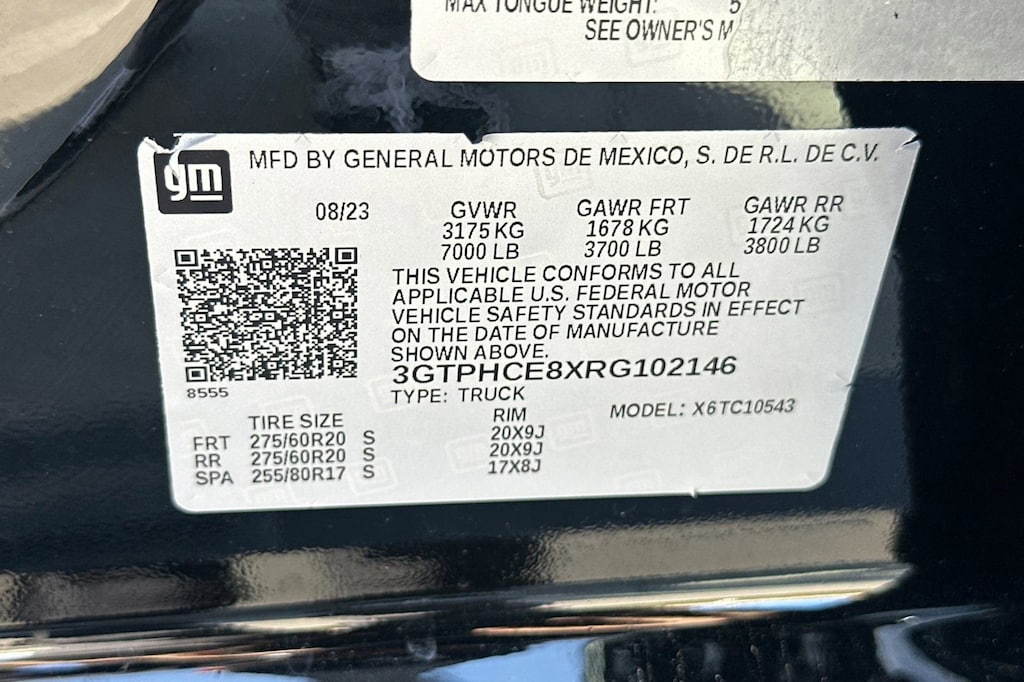 MAX TONGUE WEIGHT: 5
SEE OWNER'S M
gm
MFD BY GENERAL MOTORS DE MEXICO, S. DE R.L. DE C.V.
08/23 GVWR GAWR FRT GAWR RR
3175 KG 1678 KG 1724 KG
7000 LB 3700 LB 3800 LB
THIS VEHICLE CONFORMS TO ALL
APPLICABLE U.S. FEDERAL MOTOR
VEHICLE SAFETY STANDARDS IN EFFECT
ON THE DATE OF MANUFACTURE
SHOWN ABOVE.
3GTPHCE8XRG102146
8555
TYPE: TRUCK
MODEL: X6TC10543
TIRE SIZE RIM
FRT 275/60R20 S 20X9J
RR 275/60R20 S 20X9J
SPA 255/80R17 S 17X8J